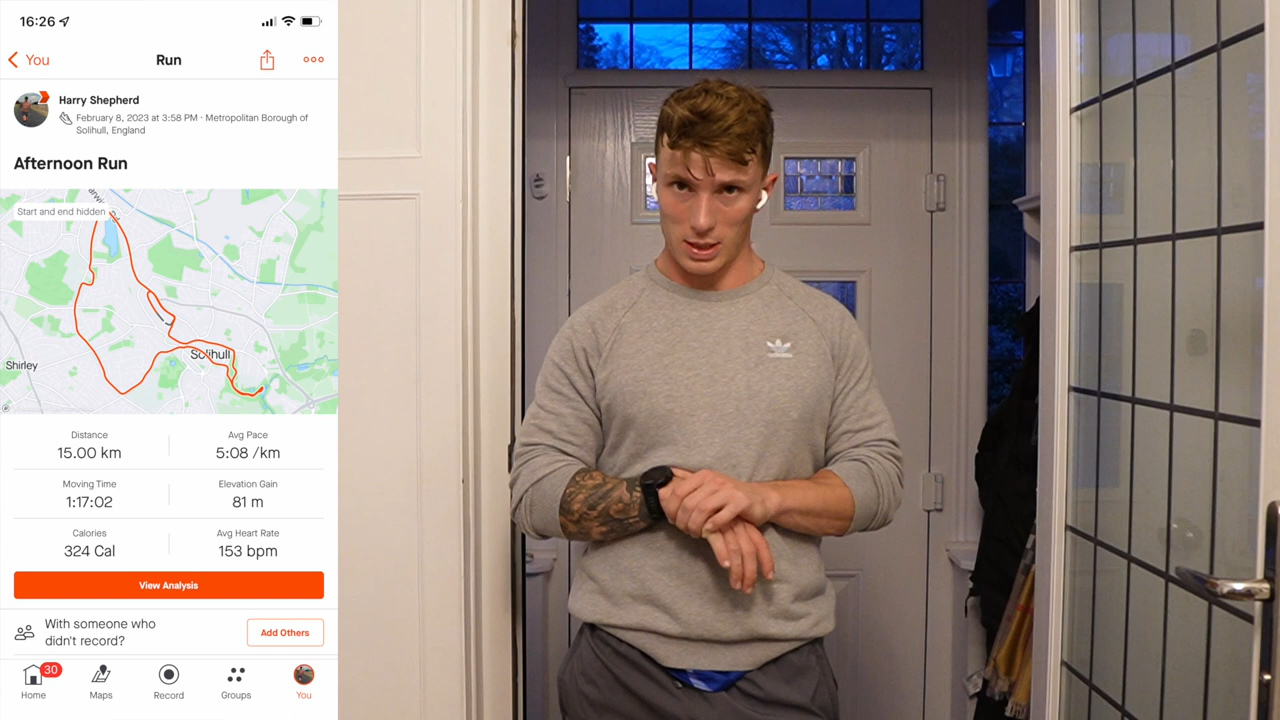 16:26
You
Run
Harry Shepherd
February 8, 2023 at 3:58 PM · Metropolitan Borough of
Solihull, England
Afternoon Run
Start and end hidden
Solihull
Shirley
Distance
Avg Pace
15.00 km
5:08 /km
Moving Time
Elevation Gain
1:17:02
81 m
Calories
Avg Heart Rate
324 Cal
153 bpm
View Analysis
With someone who
didn't record?
Add Others
30
Home
Maps
Record
Groups
You
adidas